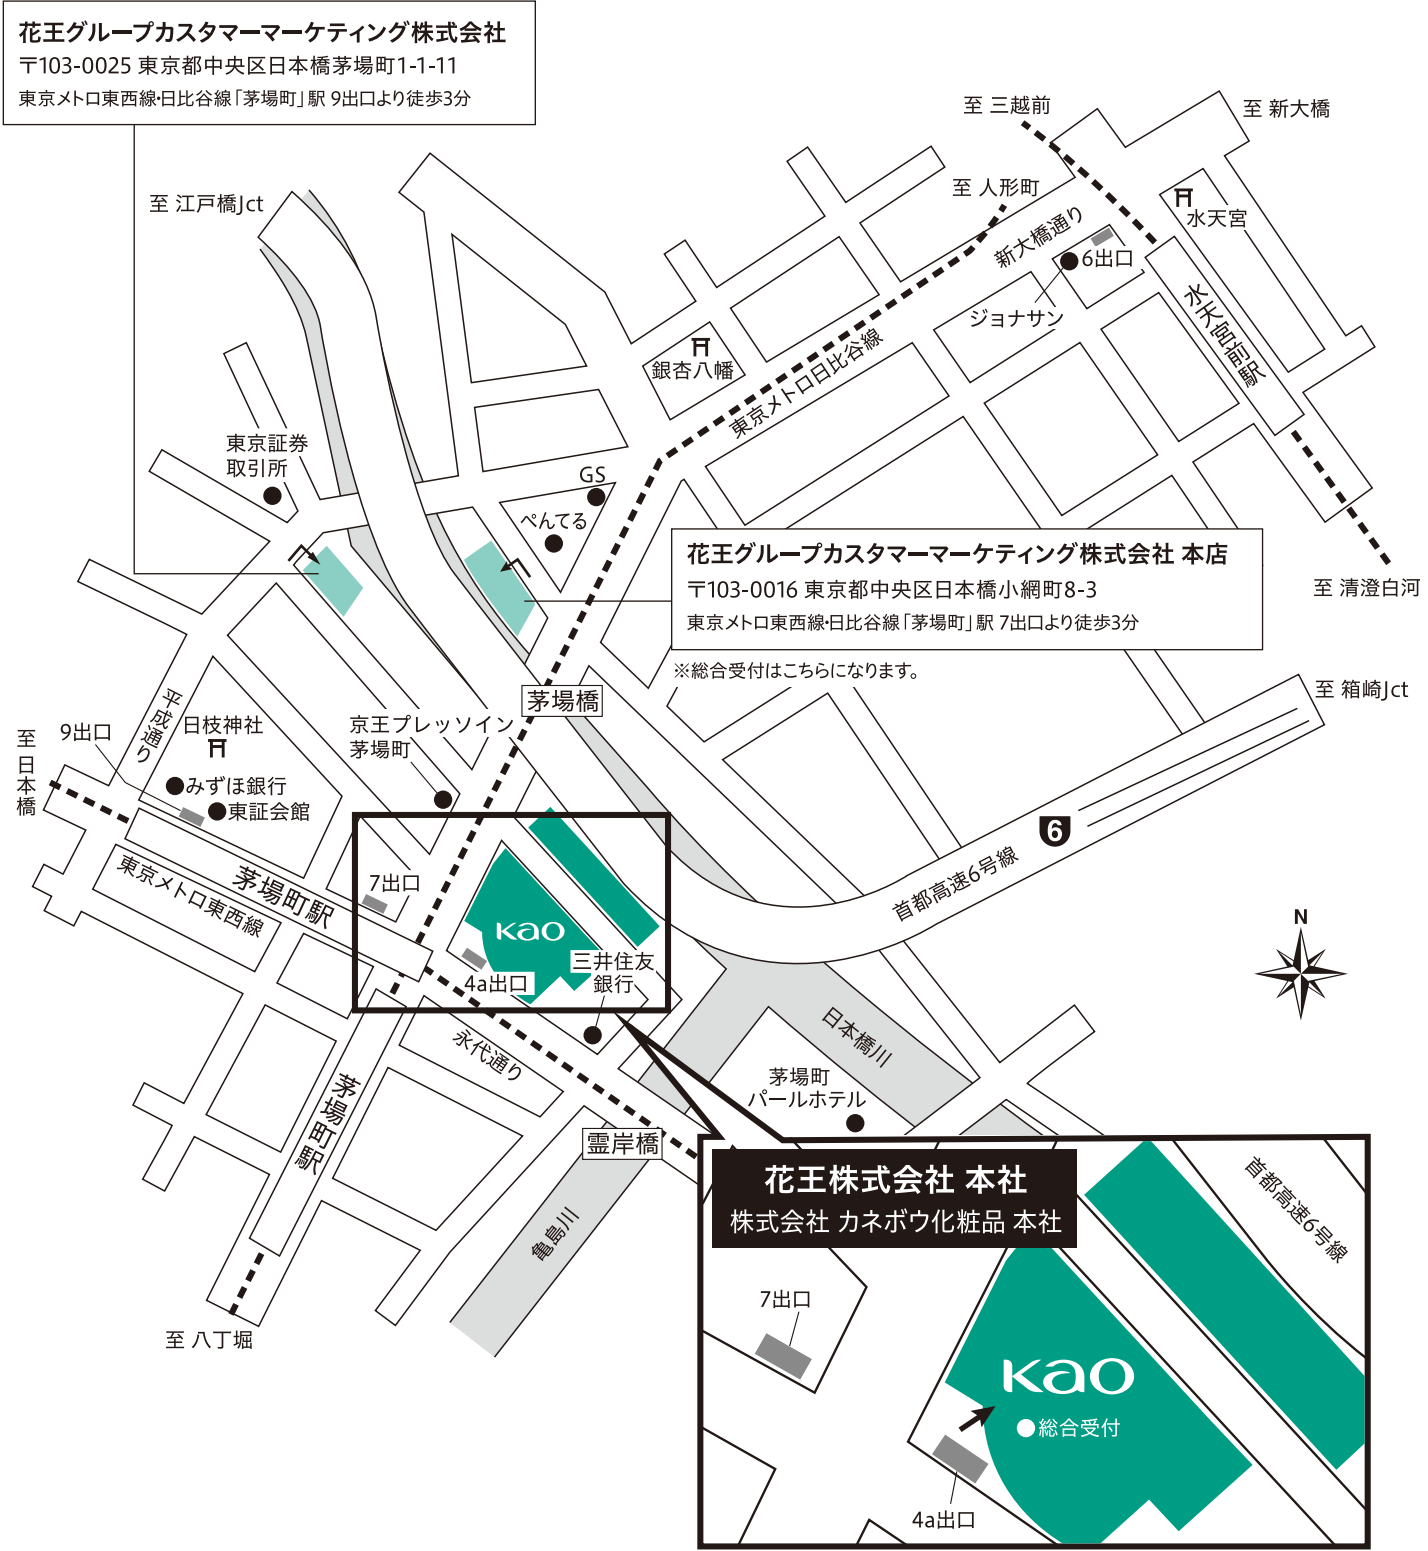 花王グループカスタマーマーケティング株式会社
〒103-0025 東京都中央区日本橋茅場町1-1-11
東京メトロ東西線・日比谷線「茅場町」駅 9出口より徒歩3分
至 三越前
至 新大橋
至 人形町
至 江戸橋Jct
水天宮
新大橋通り
6出口
ジョナサン
水天宮前駅
銀杏八幡
東京メトロ日比谷線
東京証券
取引所
GS
ぺんてる
花王グループカスタマーマーケティング株式会社 本店
〒103-0016 東京都中央区日本橋小網町8-3
東京メトロ東西線・日比谷線「茅場町」駅 7出口より徒歩3分
※総合受付はこちらになります。
至 清澄白河
至 箱崎Jct
茅場橋
京王プレッソイン
茅場町
平成通り
日枝神社
9出口
至 日本橋
みずほ銀行
東証会館
6
首都高速6号線
東京メトロ東西線
茅場町駅
7出口
Kao
4a出口
三井住友
銀行
N
永代通り
日本橋川
茅場町
パールホテル
茅場町駅
霊岸橋
亀島川
至 八丁堀
花王株式会社 本社
株式会社 カネボウ化粧品 本社
首都高速6号線
7出口
Kao
総合受付
4a出口